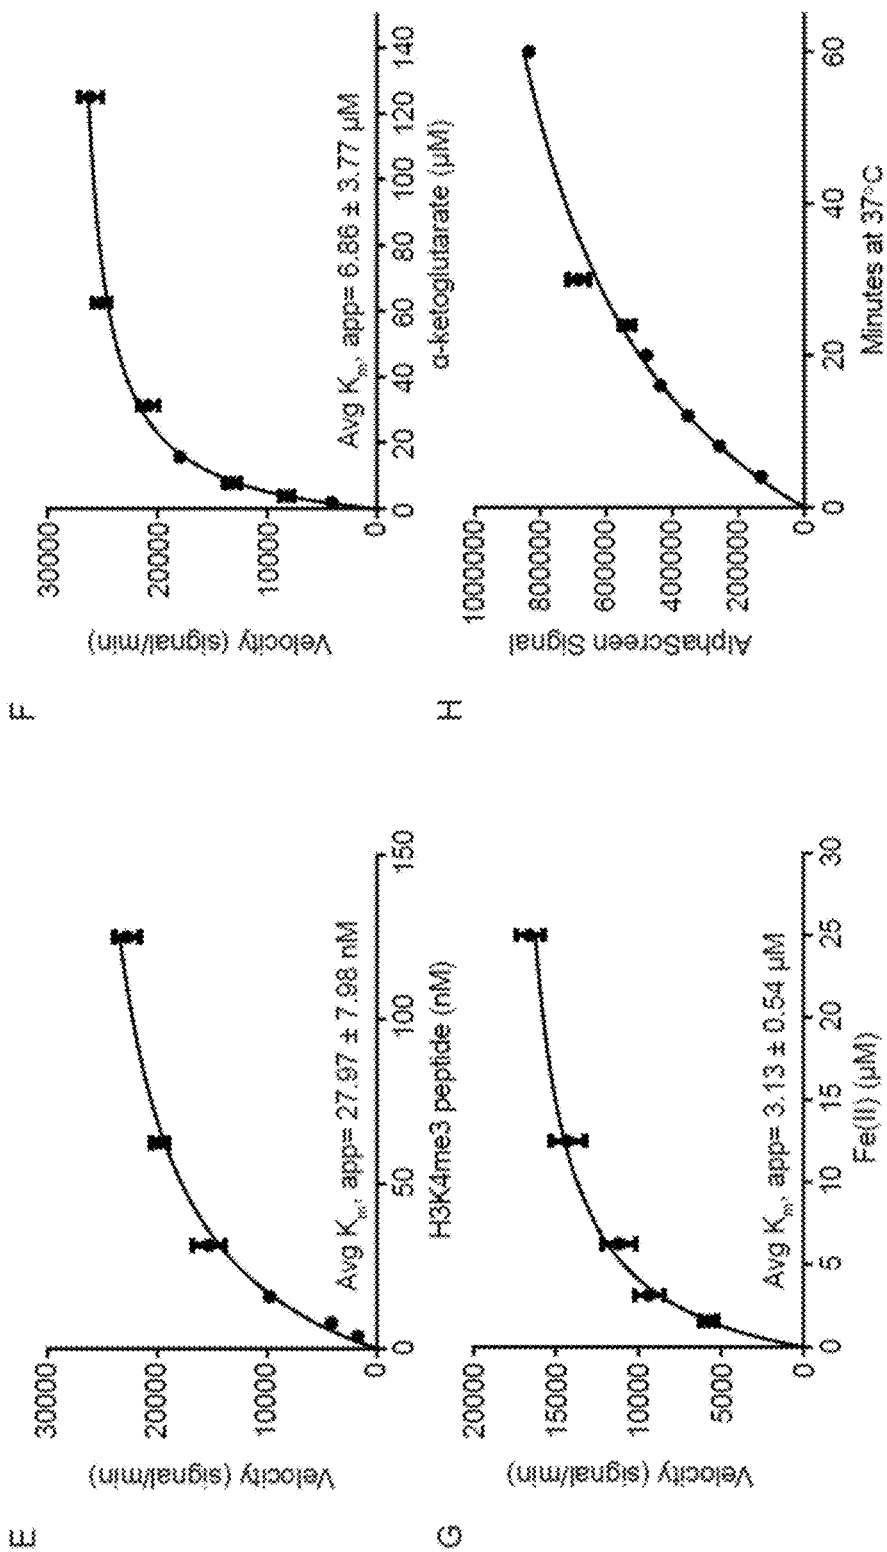 E
Velocity (signal/min)
30000
20000
10000
0
0
50
100
150
Avg Km, app= 27.97 ± 7.98 nM
H3K4me3 peptide (nM)
F
Velocity (signal/min)
30000
20000
10000
0
0
20
40
60
80
100
120
140
Avg Km, app= 6.86 ± 3.77 µM
α-ketoglutarate (µM)
G
Velocity (signal/min)
20000
15000
10000
5000
0
0
5
10
15
20
25
30
Avg Km, app= 3.13 ± 0.54 µM
Fe(II) (µM)
H
AlphaScreen Signal
1000000
800000
600000
400000
200000
0
0
20
40
60
Minutes at 37°C